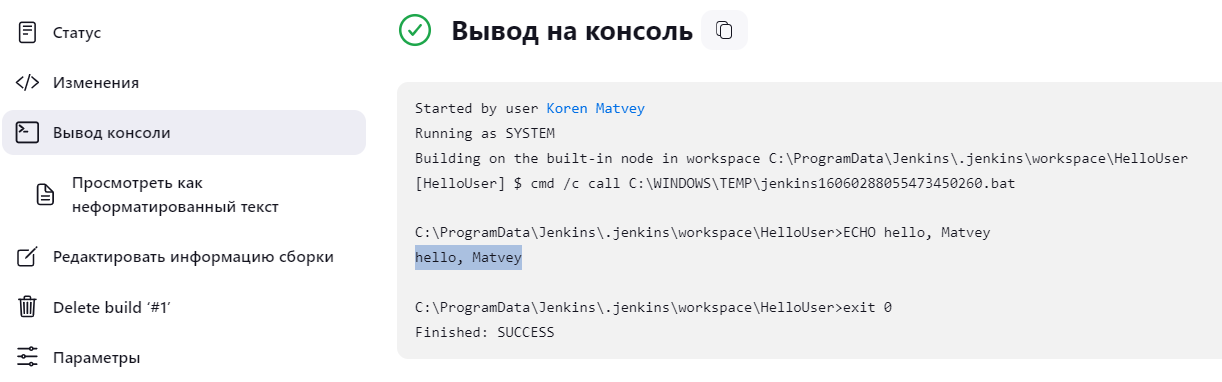 Статус
Изменения
Вывод консоли
Просмотреть как
неформатированный текст
Редактировать информацию сборки
Delete build ‘#1’
Параметры
Вывод на консоль
Started by user Koren Matvey
Running as SYSTEM
Building on the built-in node in workspace C:\ProgramData\Jenkins\.jenkins\workspace\HelloUser
[HelloUser] $ cmd /c call C:\WINDOWS\TEMP\jenkins16060288055473450260.bat
C:\ProgramData\Jenkins\.jenkins\workspace\HelloUser>ECHO hello, Matvey
hello, Matvey
C:\ProgramData\Jenkins\.jenkins\workspace\HelloUser>exit 0
Finished: SUCCESS